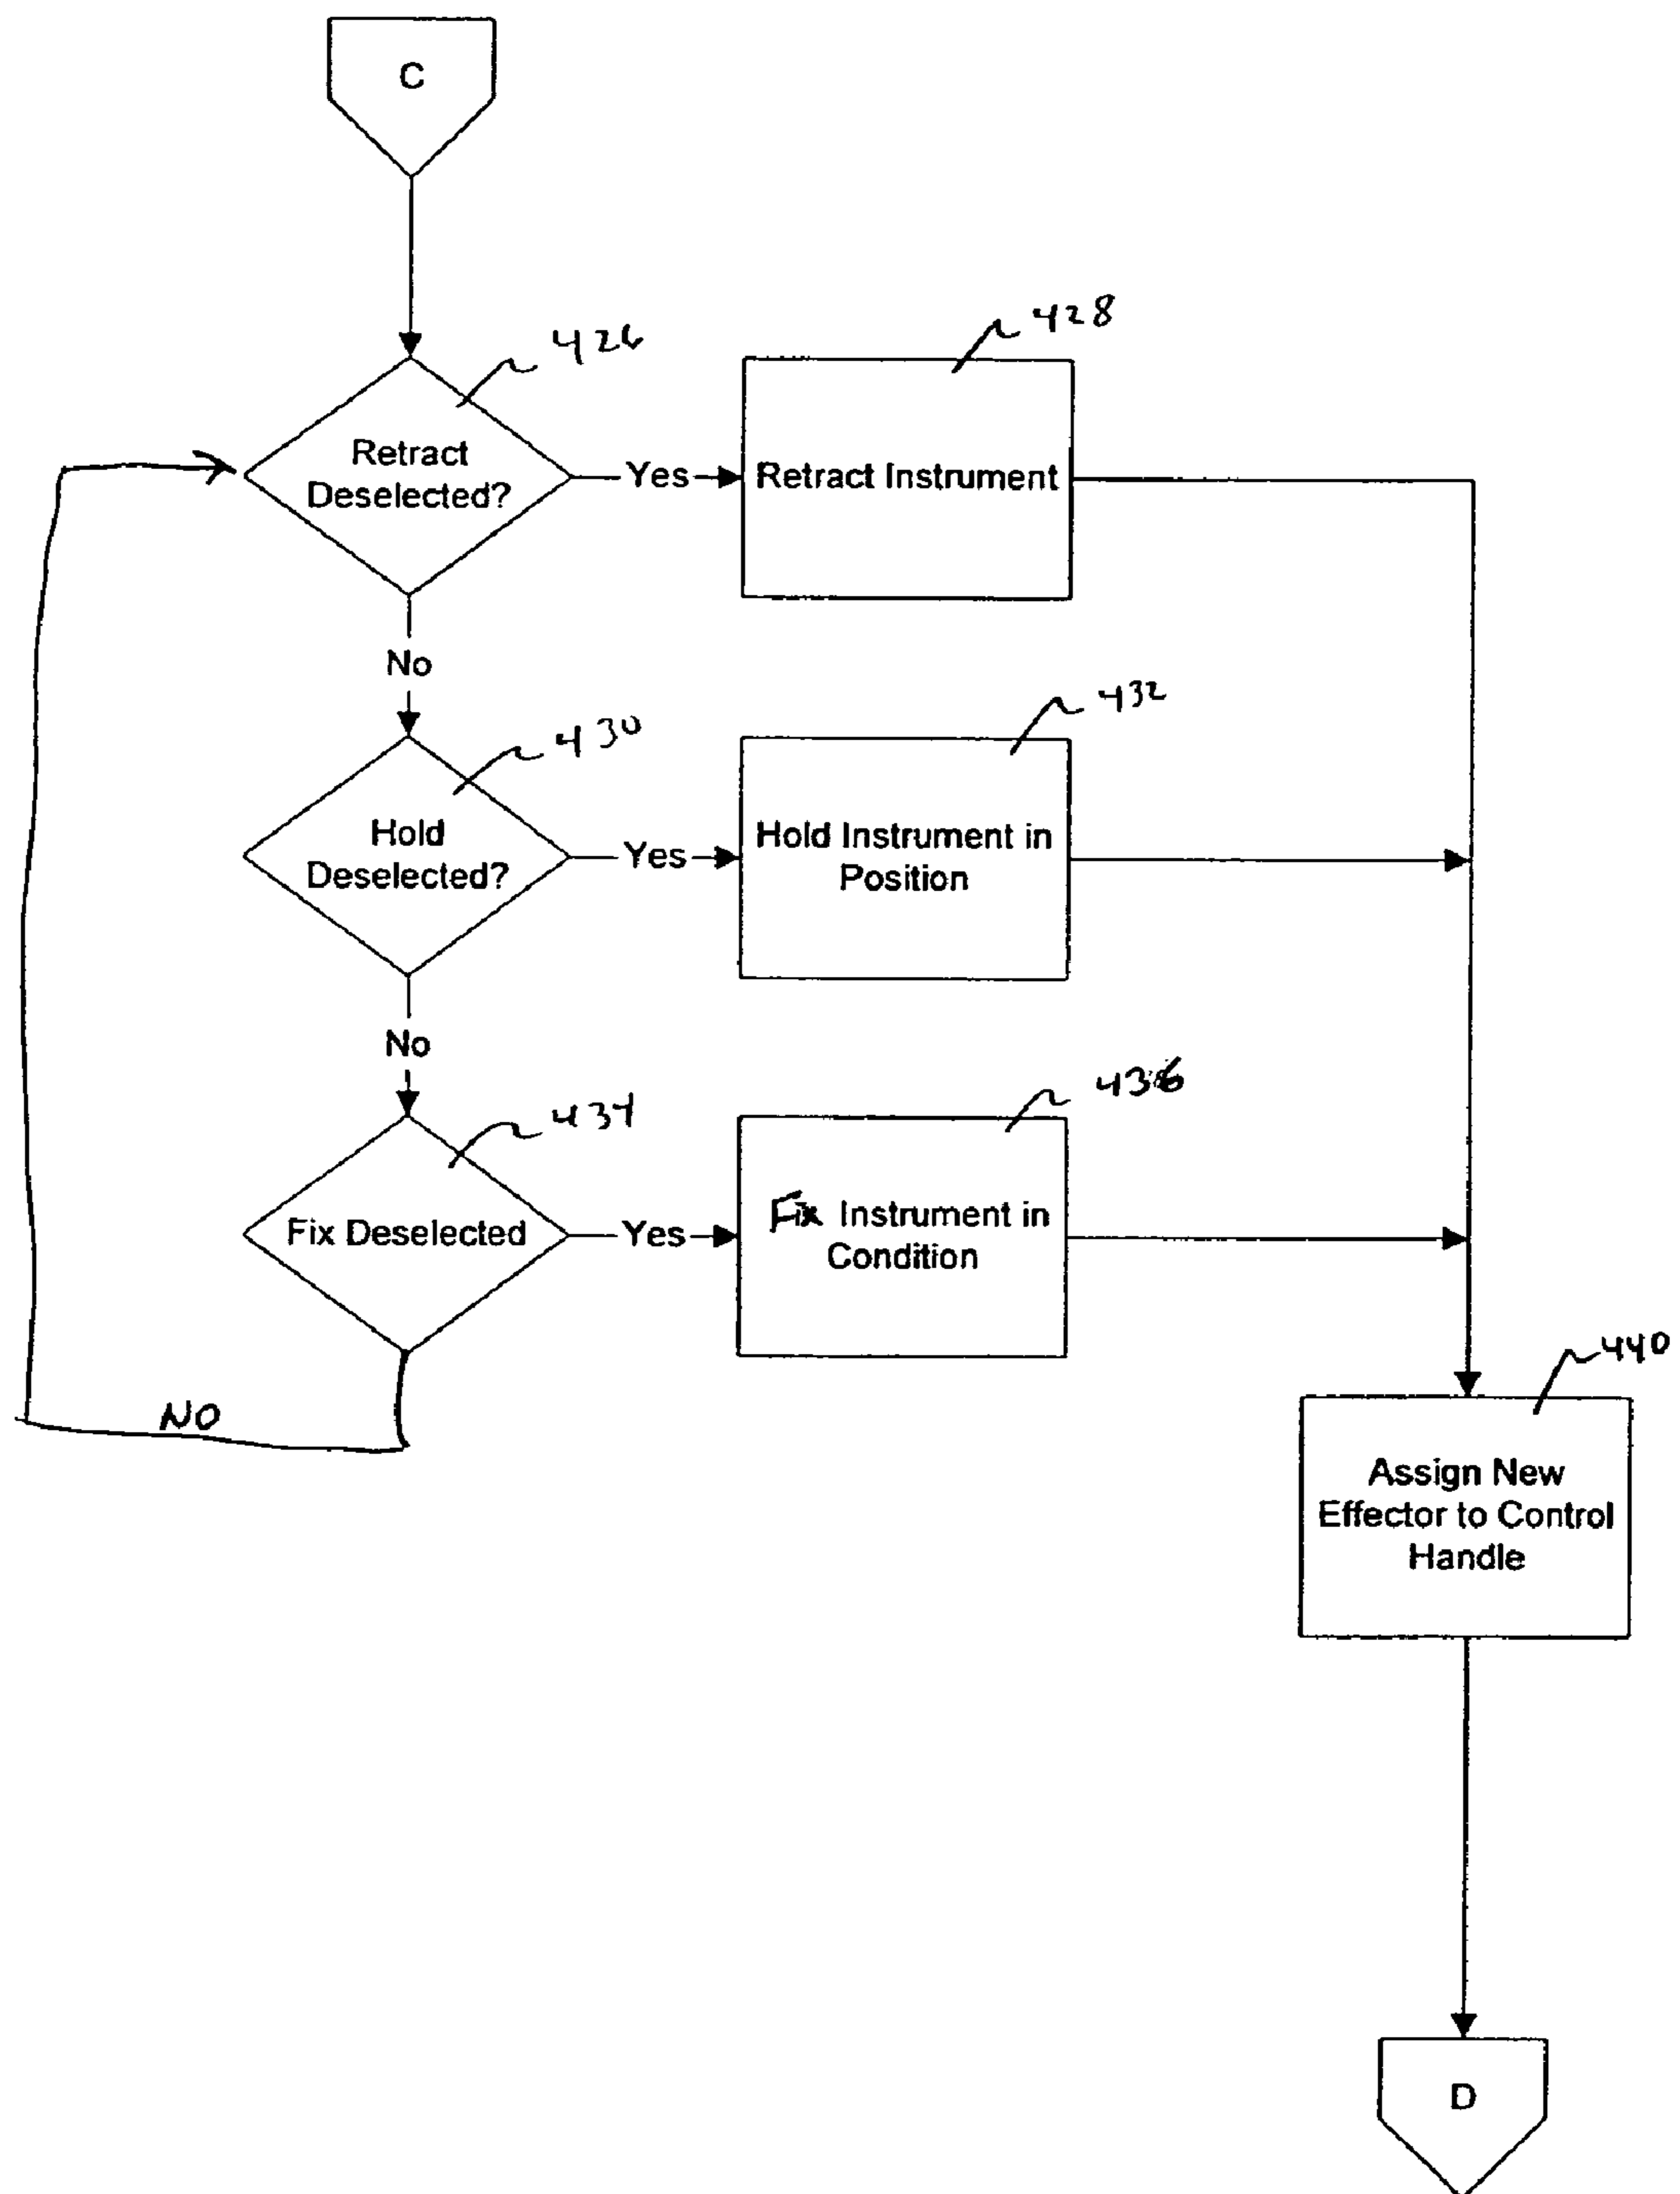 C
426
428
Retract
Deselected?
Yes
Retract Instrument
No
430
432
Hold
Deselected?
Yes
Hold Instrument in
Position
No
434
436
Fix Deselected
Yes
Fix Instrument in
Condition
NO
440
Assign New
Effector to Control
Handle
D